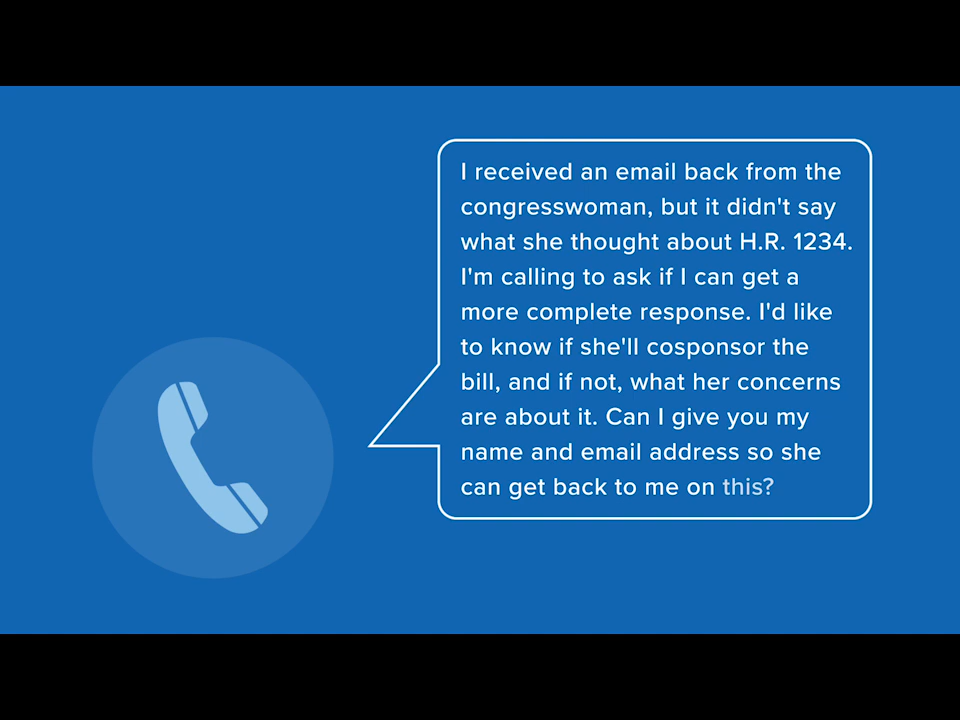 I received an email back from the
congresswoman, but it didn't say
what she thought about H.R. 1234.
I'm calling to ask if I can get a
more complete response. I'd like
to know if she'll cosponsor the
bill, and if not, what her concerns
are about it. Can I give you my
name and email address so she
can get back to me on this?